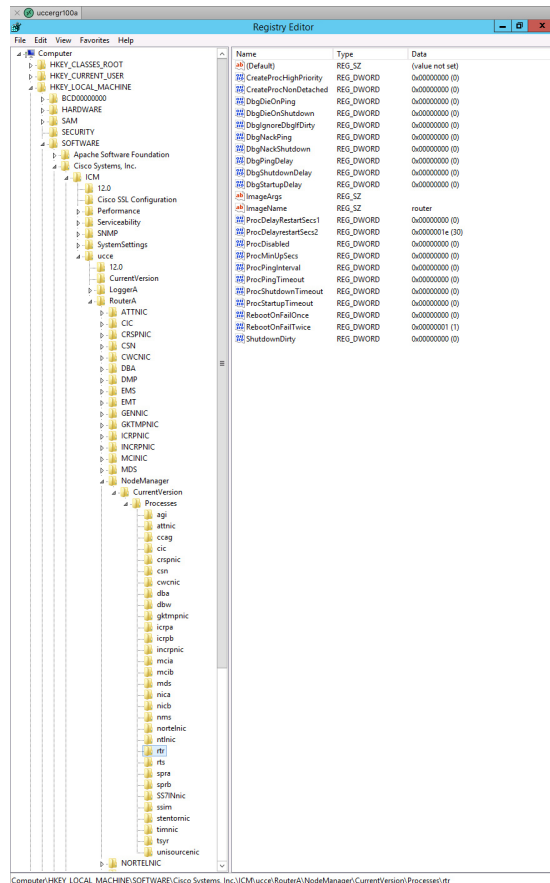 uccergr100a
Registry Editor
File Edit View Favorites Help
Computer
HKEY_CLASSES_ROOT
HKEY_CURRENT_USER
HKEY_LOCAL_MACHINE
BCD00000000
HARDWARE
SAM
SECURITY
SOFTWARE
Apache Software Foundation
Cisco Systems, Inc.
ICM
12.0
Cisco SSL Configuration
Performance
Serviceability
SNMP
SystemSettings
ucce
12.0
CurrentVersion
LoggerA
RouterA
ATTNIC
CIC
CRSPNIC
CSN
CWCNIC
DBA
DMP
EMS
EMT
GENNIC
GKTMPNIC
ICRPNIC
INCRPNIC
MCINIC
MDS
NodeManager
CurrentVersion
Processes
agi
attnic
ccag
cic
crspnic
csn
cwcnic
dba
dbw
gktmpnic
icrpa
icrpb
incrpnic
mcia
mcib
mds
nica
nicb
nms
nortelnic
ntlnic
rtr
rts
spra
sprb
SS7INnic
ssim
stentornic
timnic
tsyr
unisourcenic
NORTELNIC
Name Type Data
(Default) REG_SZ (value not set)
CreateProcHighPriority REG_DWORD 0x00000000 (0)
CreateProcNonDetached REG_DWORD 0x00000000 (0)
DbgDieOnPing REG_DWORD 0x00000000 (0)
DbgDieOnShutdown REG_DWORD 0x00000000 (0)
DbgIgnoreDbgIfDirty REG_DWORD 0x00000000 (0)
DbgNackPing REG_DWORD 0x00000000 (0)
DbgNackShutdown REG_DWORD 0x00000000 (0)
DbgPingDelay REG_DWORD 0x00000000 (0)
DbgShutdownDelay REG_DWORD 0x00000000 (0)
DbgStartupDelay REG_DWORD 0x00000000 (0)
ImageArgs REG_SZ
ImageName REG_SZ router
ProcDelayRestartSecs1 REG_DWORD 0x00000000 (0)
ProcDelayrestartSecs2 REG_DWORD 0x0000001e (30)
ProcDisabled REG_DWORD 0x00000000 (0)
ProcMinUpSecs REG_DWORD 0x00000000 (0)
ProcPingInterval REG_DWORD 0x00000000 (0)
ProcPingTimeout REG_DWORD 0x00000000 (0)
ProcShutdownTimeout REG_DWORD 0x00000000 (0)
ProcStartupTimeout REG_DWORD 0x00000000 (0)
RebootOnFailOnce REG_DWORD 0x00000000 (0)
RebootOnFailTwice REG_DWORD 0x00000001 (1)
ShutdownDirty REG_DWORD 0x00000000 (0)
Computer\HKEY_LOCAL_MACHINE\SOFTWARE\Cisco Systems, Inc.\ICM\ucce\RouterA\NodeManager\CurrentVersion\Processes\rtr